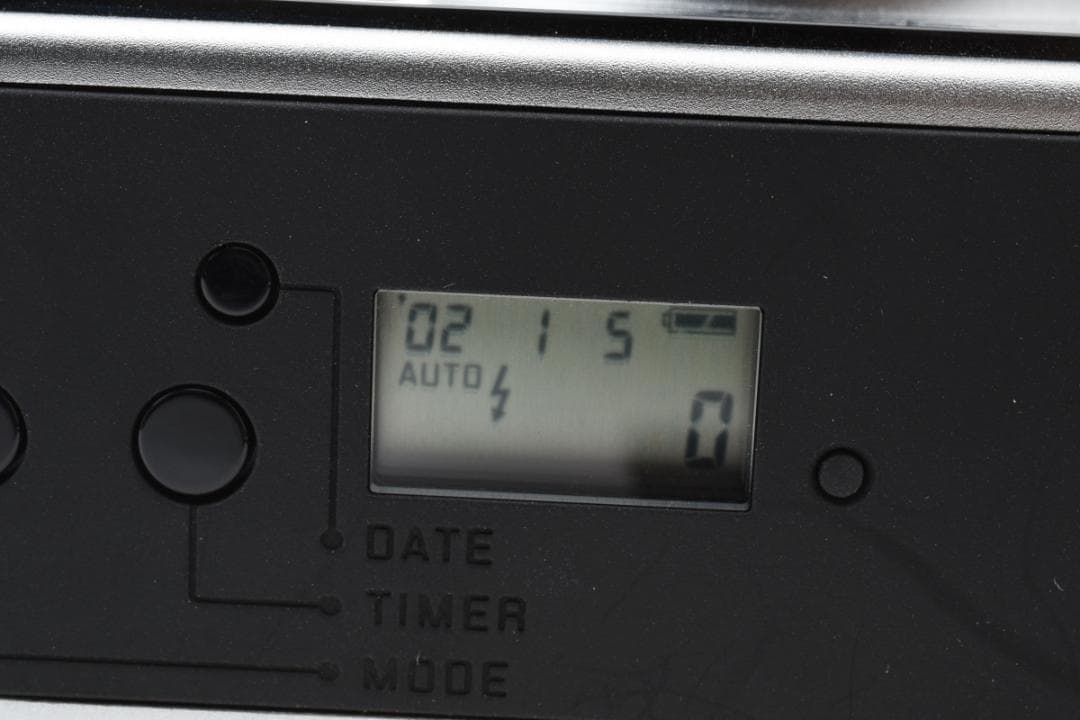 '02 1 5
AUTO
0
DATE
TIMER
MODE